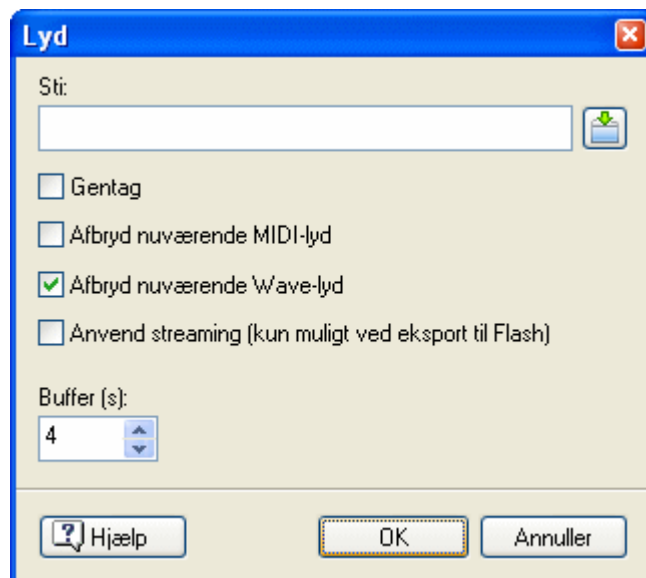 Lyd
Sti:
Gentag
Afbryd nuværende MIDI-lyd
Afbryd nuværende Wave-lyd
Anvend streaming (kun muligt ved eksport til Flash)
Buffer (s):
4
Hjælp
OK
Annuller